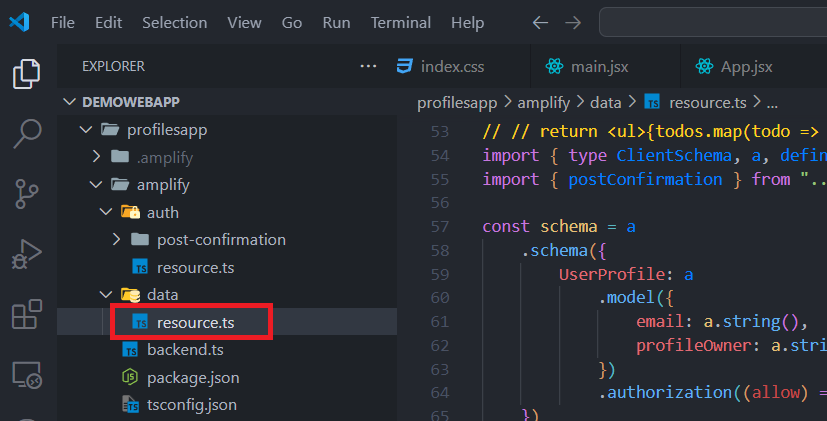 File Edit Selection View Go Run Terminal Help
EXPLORER ...
index.css main.jsx App.jsx
DEMOWEBAPP
profilesapp > amplify > data > TS resource.ts > ...
profilesapp
.amplify
amplify
auth
post-confirmation
TS resource.ts
data
TS resource.ts
TS backend.ts
package.json
TS tsconfig.json
53 // // return <ul>{todos.map(todo =>
54 import { type ClientSchema, a, defin
55 import { postConfirmation } from "..
56
57 const schema = a
58 .schema({
59 UserProfile: a
60 .model({
61 email: a.string(),
62 profileOwner: a.stri
63 })
64 .authorization((allow) =
65 })